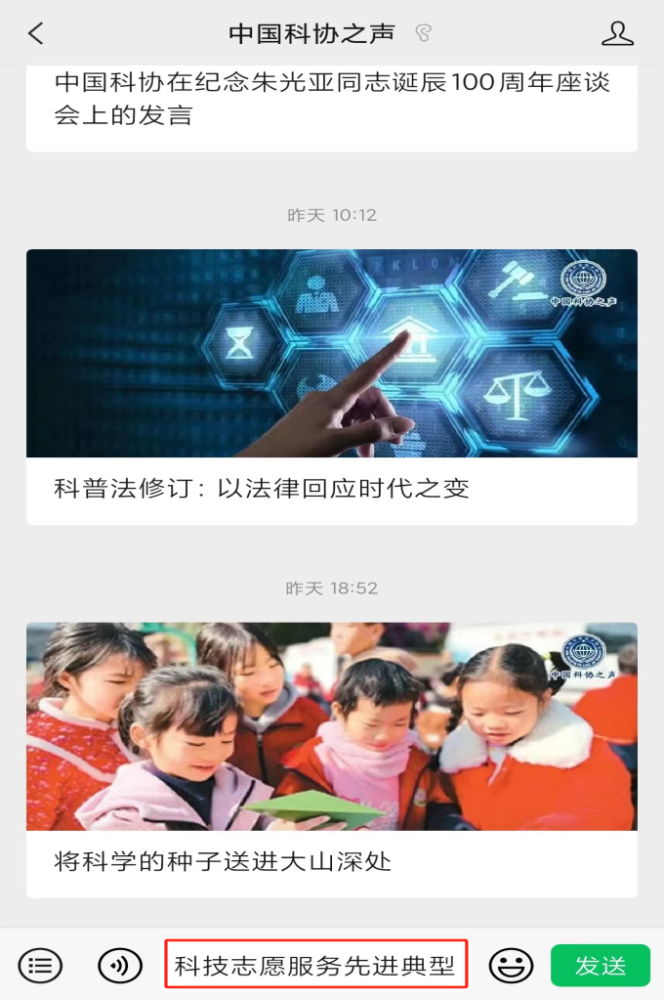 中国科协之声
中国科协在纪念朱光亚同志诞辰100周年座谈
会上的发言
昨天 10:12
中国科协之声
科普法修订：以法律回应时代之变
昨天 18:52
中国科协之声
将科学的种子送进大山深处
科技志愿服务先进典型
发送